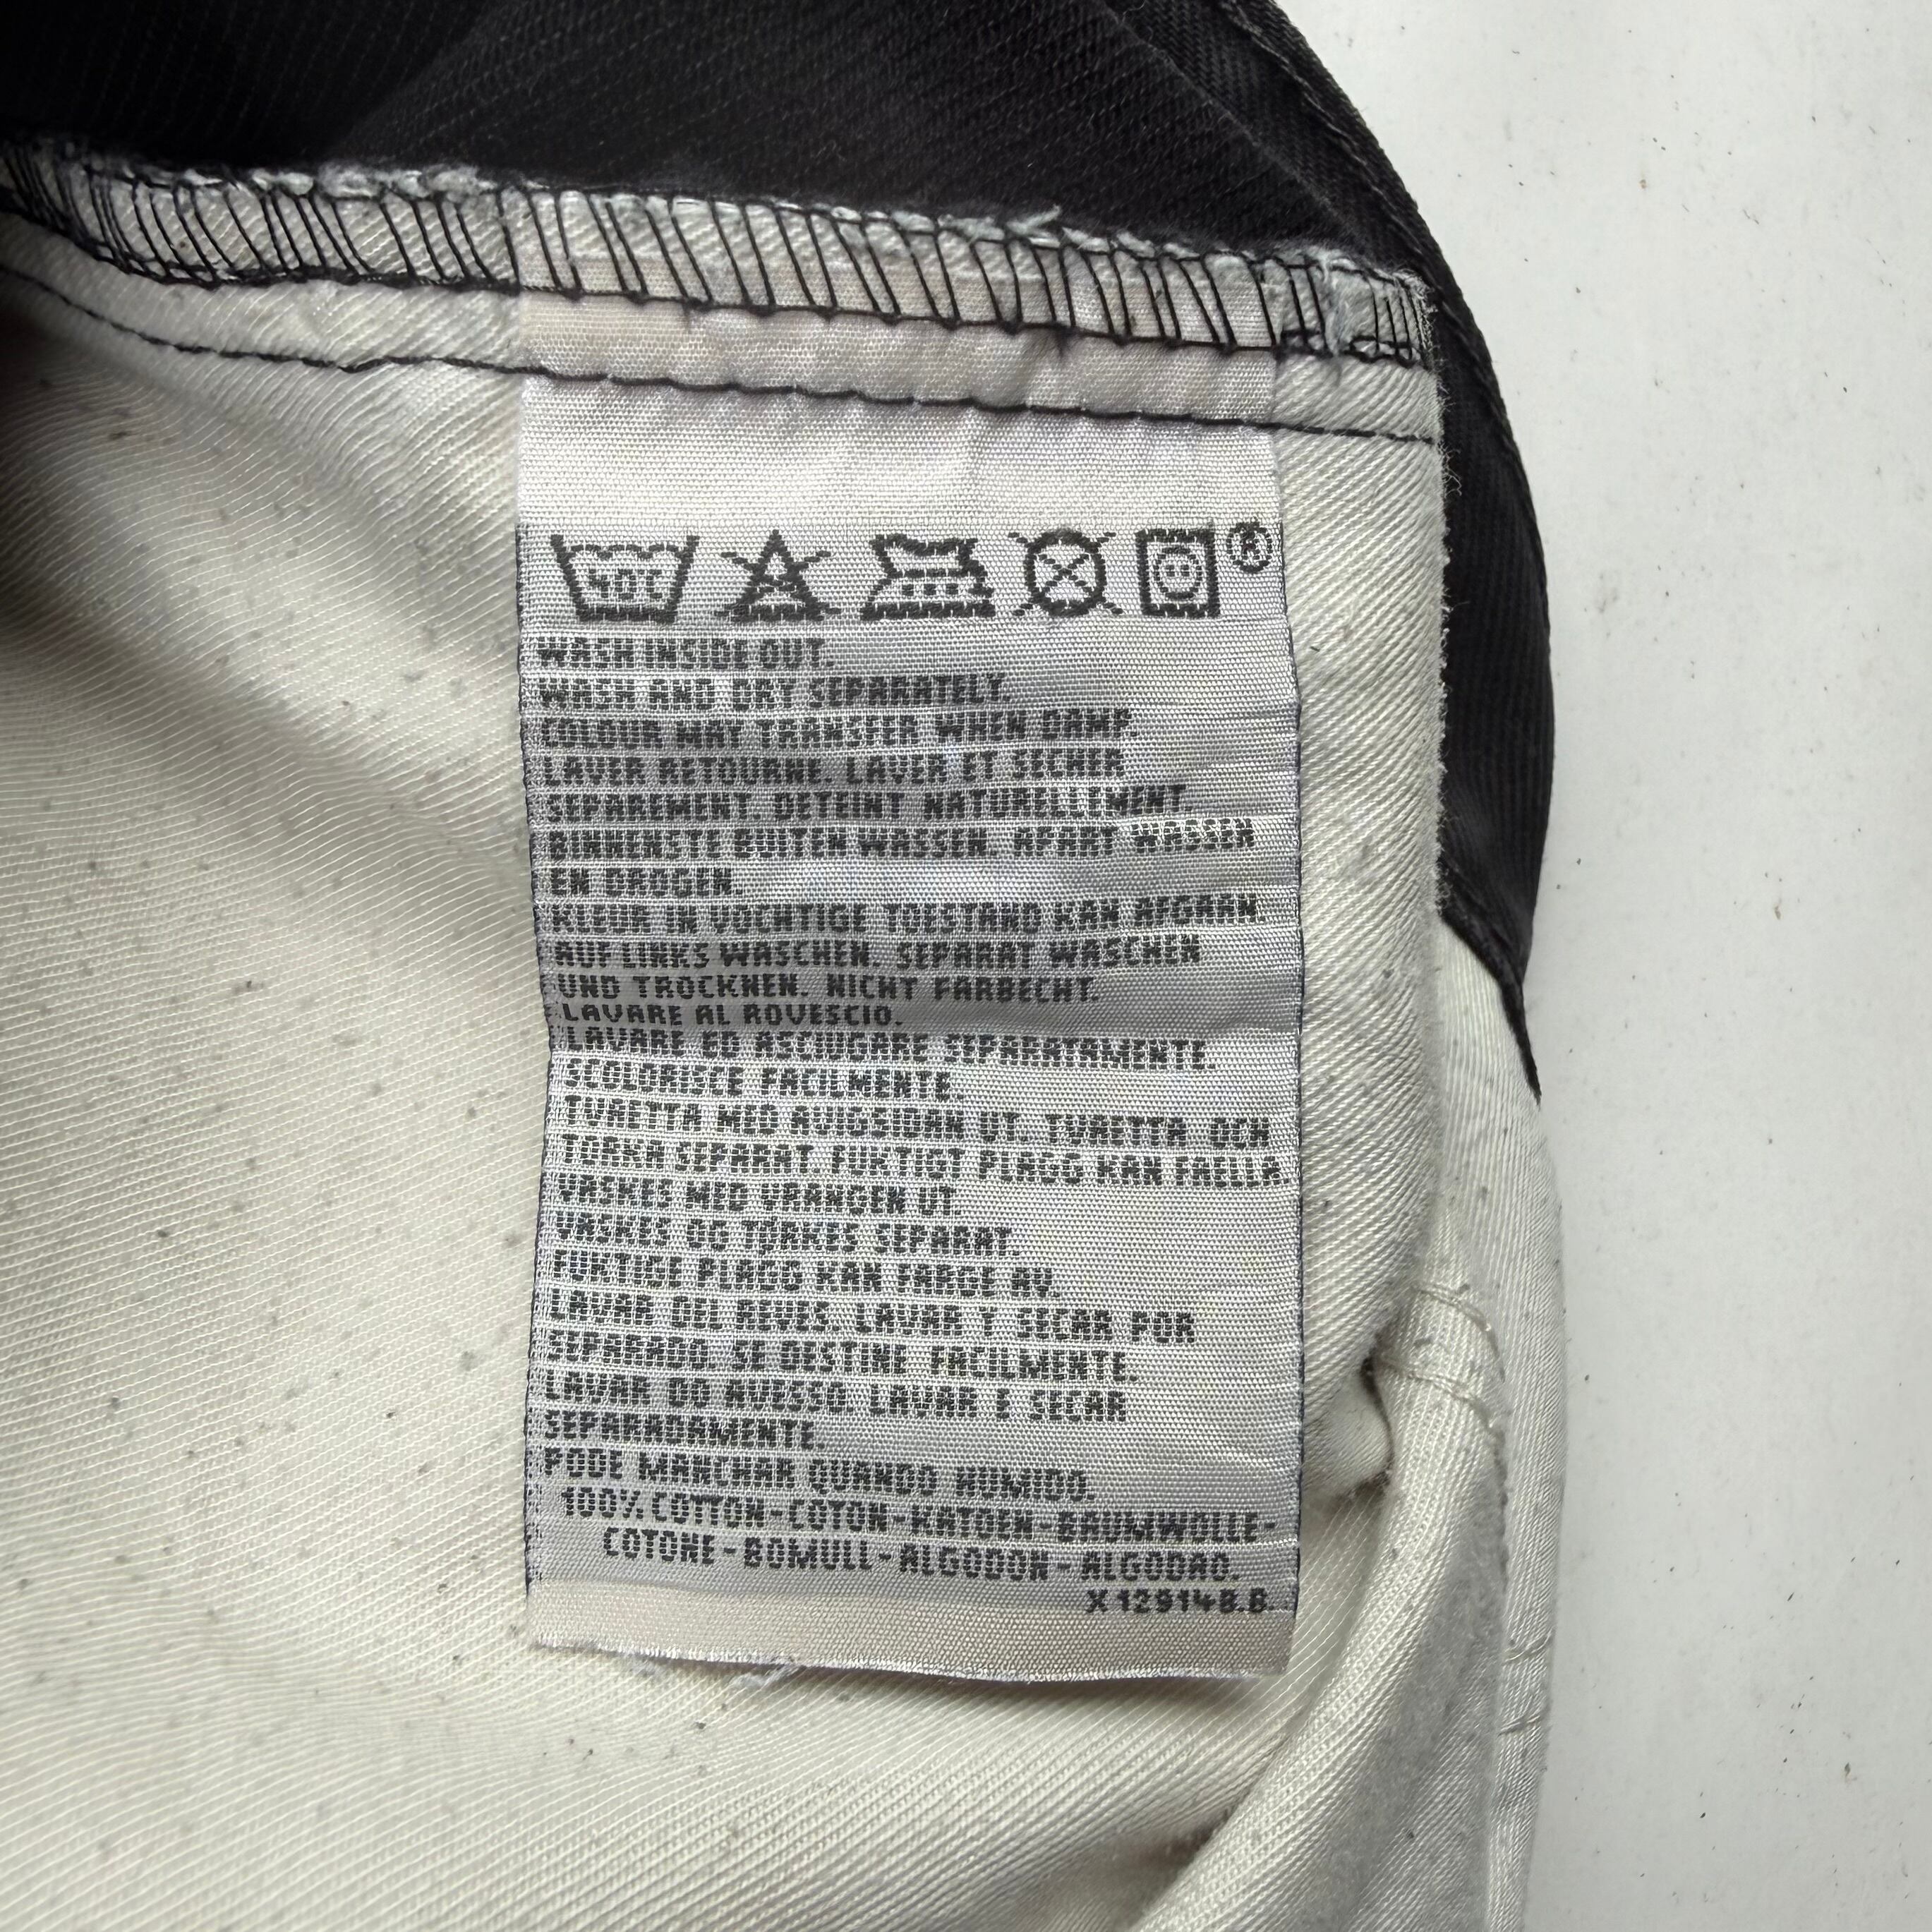 40°C ®
WASH INSIDE OUT.
WASH AND DRY SEPARATELY.
COLOUR MAY TRANSFER WHEN DAMP
LAVER RETOURNE. LAVER ET SECHER
SEPAREMENT. DETEINT NATURELLEMENT.
BINNENSTE BUITEN WASSEN. APART WASSEN
EN DROGEN.
KLEUR IN VOCHTIGE TOESTAND KAN AFGAAN.
AUF LINKS WASCHEN. SEPARAT WASCHEN
UND TROCKNEN. NICHT FARBECHT.
LAVARE AL ROVESCIO.
LAVARE ED ASCIUGARE SEPARATAMENTE.
SCOLORISCE FACILMENTE.
TVAETTA MED AVIGSIDAN UT. TVAETTA OCH
TORKA SEPARAT. FUKTIGT PLAGG KAN FAELLA.
VASKES MED VRANGEN UT.
VASKES OG TØRKES SEPARAT.
FUKTIGE PLAGG KAN FARGE AV.
LAVAR DEL REVES. LAVAR Y SECAR POR
SEPARADO. SE DESTINE FACILMENTE.
LAVAR DO AVESSO. LAVAR E SECAR
SEPARADAMENTE.
PODE MANCHAR QUANDO HUMIDO.
100% COTTON-COTON-KATOEN-BAUMWOLLE-
COTONE-BOMULL-ALGODON-ALGODAO.
X129148.B.